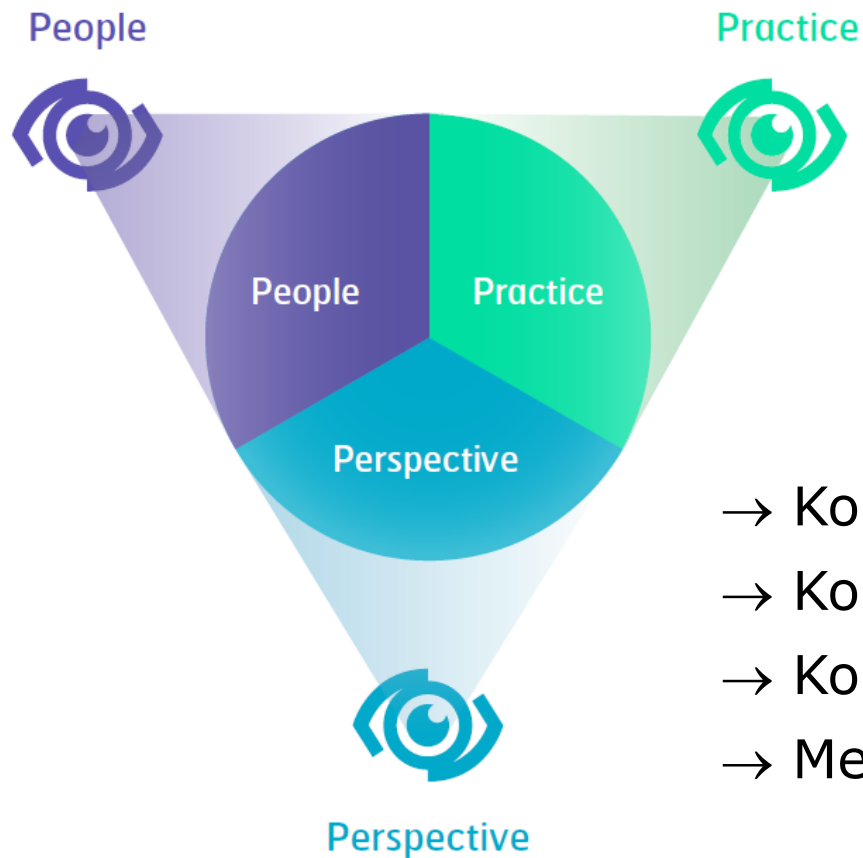 People
Practice
People
Practice
Perspective
→ Ko
→ Ko
→ Ko
→ Me
Perspective